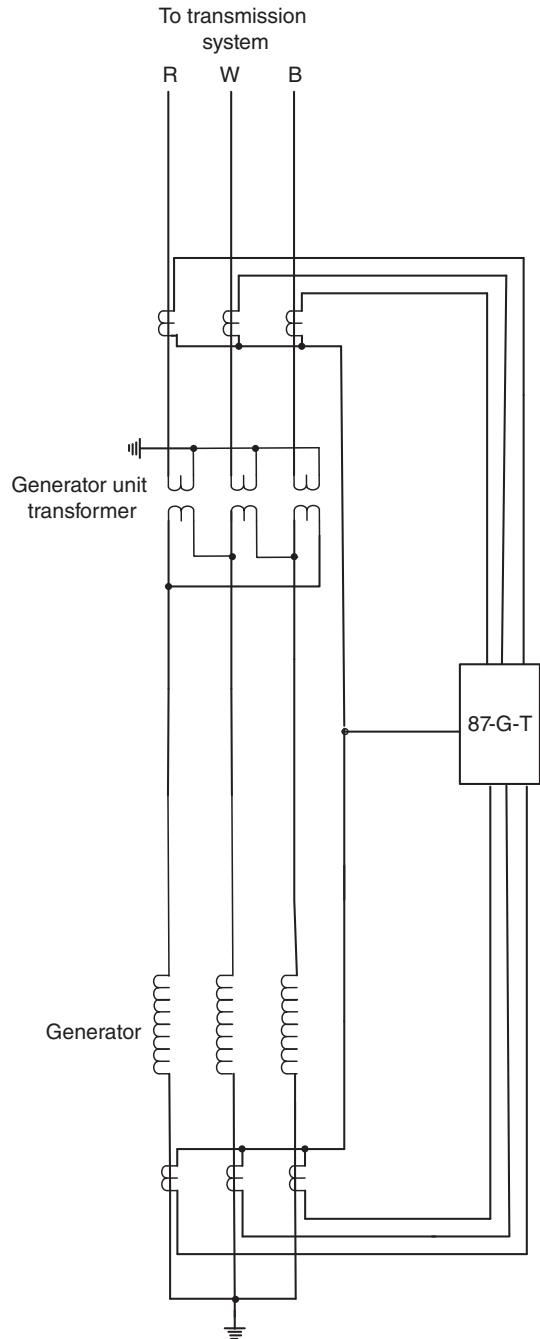 To transmission
system
R W B
Generator unit
transformer
87-G-T
Generator